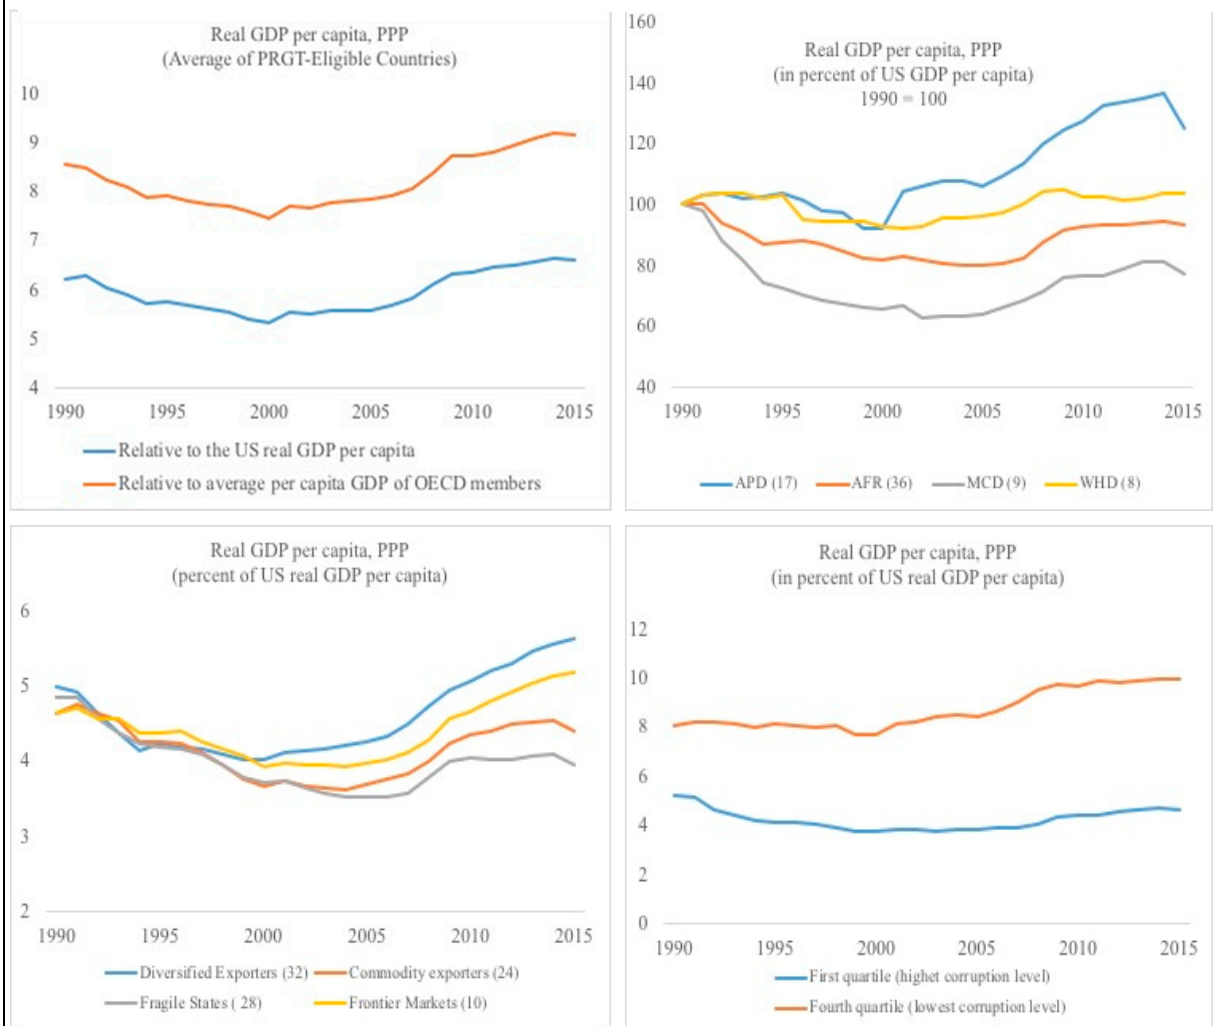 Real GDP per capita, PPP
(Average of PRGT-Eligible Countries)
10
9
8
7
6
5
4
1990 1995 2000 2005 2010 2015
Relative to the US real GDP per capita
Relative to average per capita GDP of OECD members
160
Real GDP per capita, PPP
(in percent of US GDP per capita)
1990 = 100
140
120
100
80
60
40
1990 1995 2000 2005 2010 2015
APD (17) AFR (36) MCD (9) WHD (8)
Real GDP per capita, PPP
(percent of US real GDP per capita)
6
5
4
3
2
1990 1995 2000 2005 2010 2015
Diversified Exporters (32) Commodity exporters (24)
Fragile States ( 28) Frontier Markets (10)
Real GDP per capita, PPP
(in percent of US real GDP per capita)
12
10
8
6
4
2
0
1990 1995 2000 2005 2010 2015
First quartile (highet corruption level)
Fourth quartile (lowest corruption level)